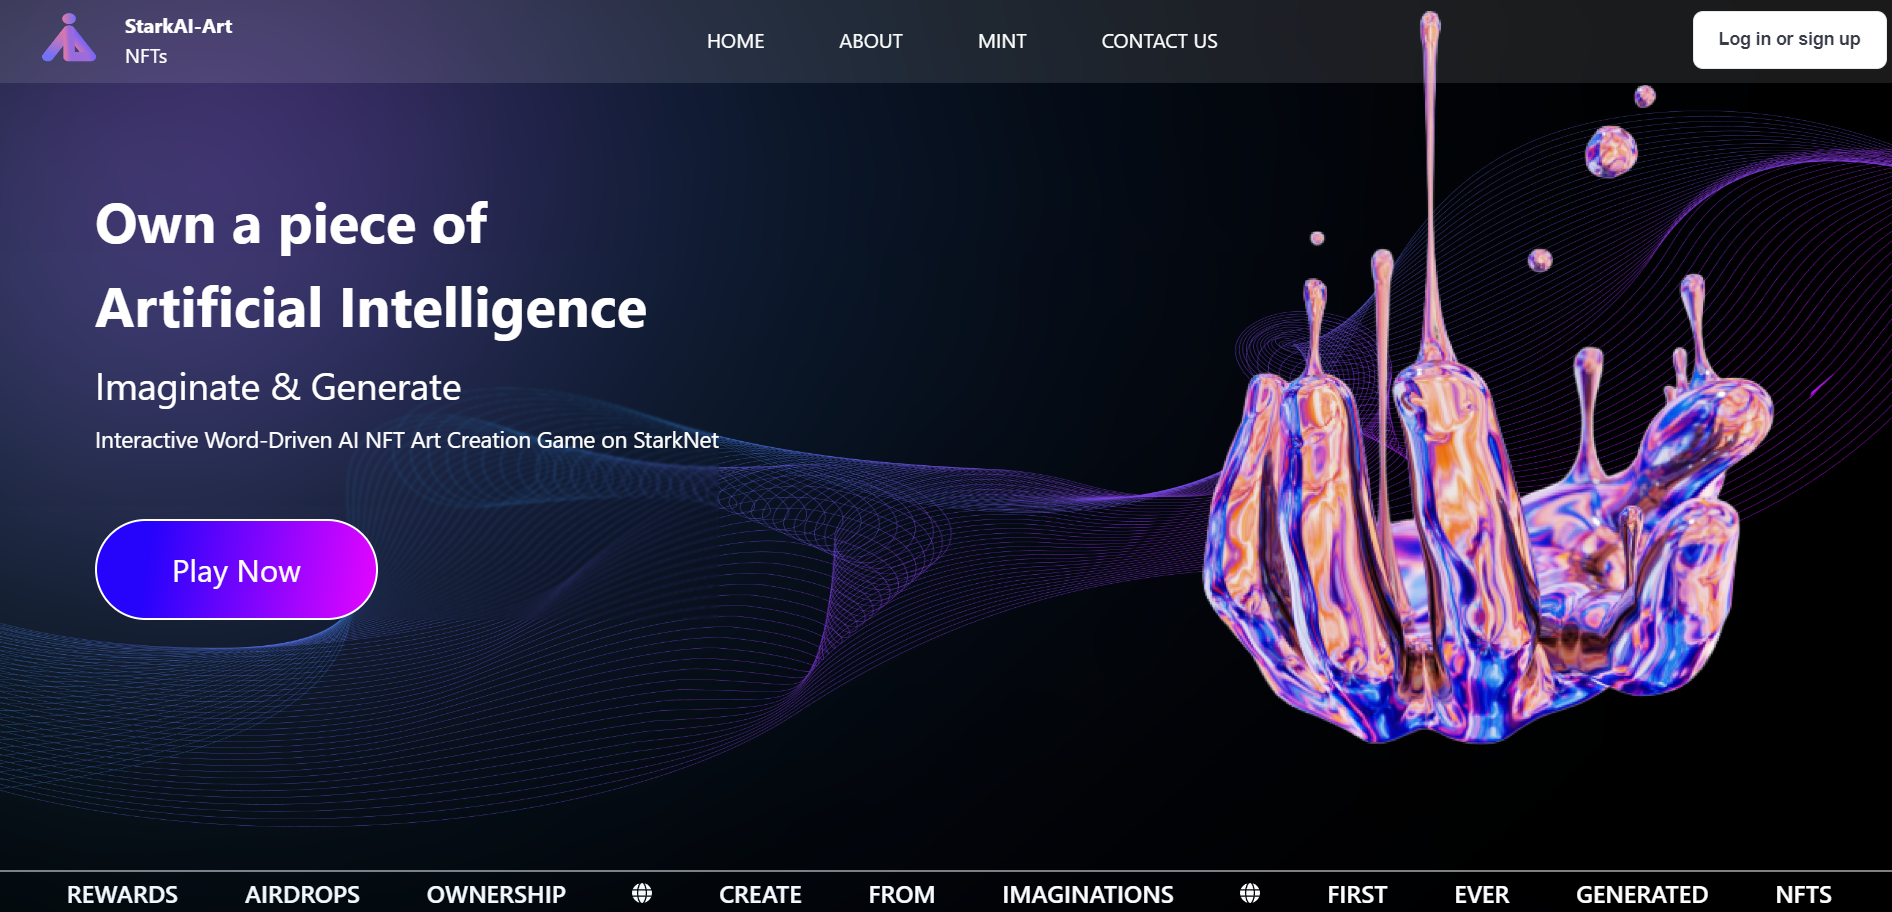 StarkAI-Art
NFTs
HOME ABOUT MINT CONTACT US
Log in or sign up
Own a piece of
Artificial Intelligence
Imaginate & Generate
Interactive Word-Driven AI NFT Art Creation Game on StarkNet
Play Now
REWARDS AIRDROPS OWNERSHIP CREATE FROM IMAGINATIONS FIRST EVER GENERATED NFTS